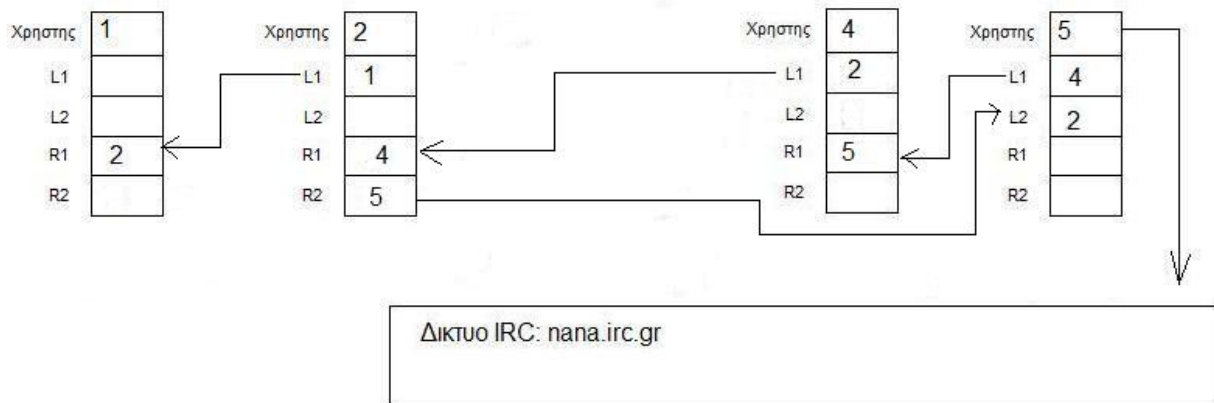 Χρηστης 1
L1
L2
R1 2
R2
Χρηστης 2
L1 1
L2
R1 4
R2 5
Χρηστης 4
L1 2
L2
R1 5
R2
Χρηστης 5
L1 4
L2 2
R1
R2
Δικτυο IRC: nana.irc.gr